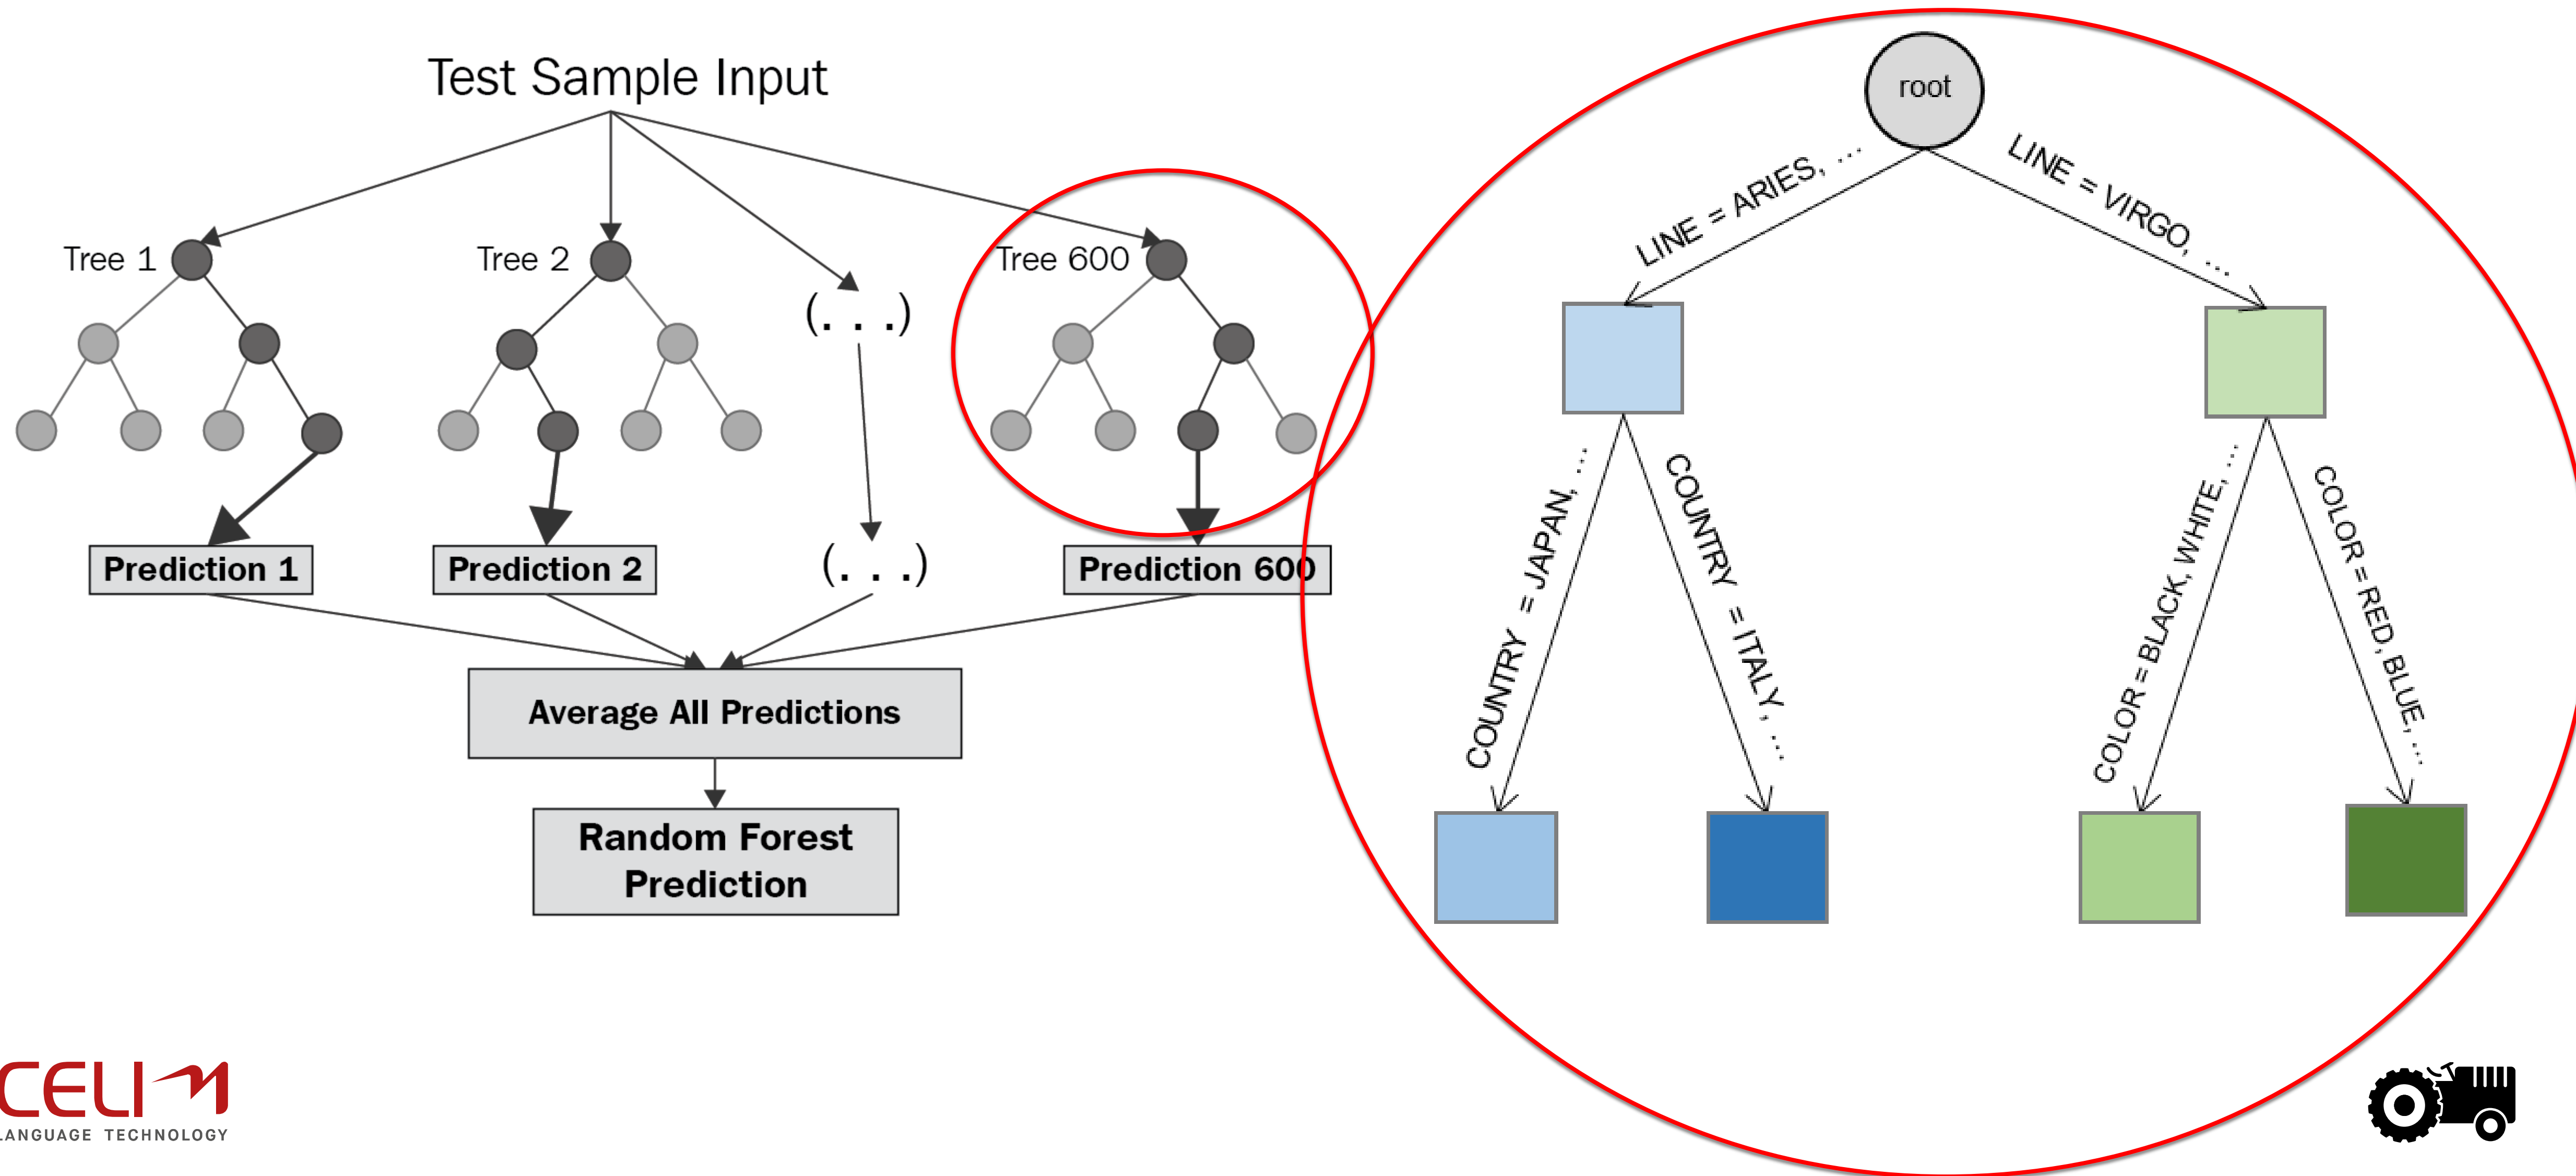 Test Sample Input
Tree 1
Tree 2
(. . .)
Tree 600
Prediction 1
Prediction 2
(. . .)
Prediction 600
Average All Predictions
Random Forest
Prediction
root
LINE = ARIES, ...
LINE = VIRGO, ...
COUNTRY = JAPAN, ...
COUNTRY = ITALY, ...
COLOR = BLACK, WHITE, ...
COLOR = RED, BLUE, ...
CELI
LANGUAGE TECHNOLOGY